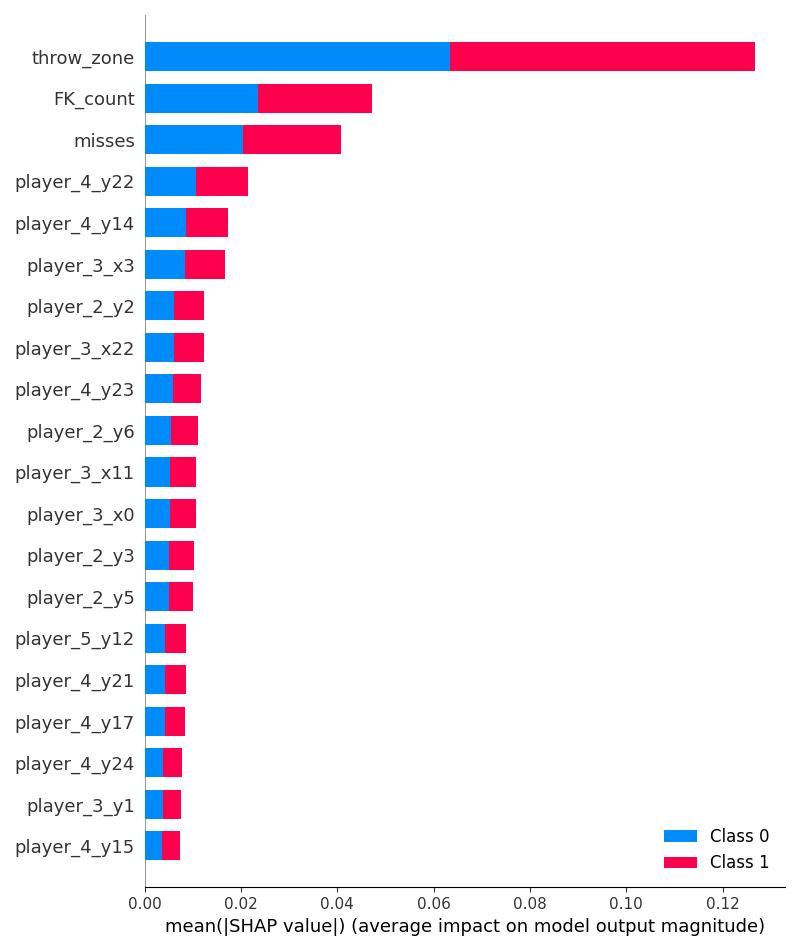 throw_zone
FK_count
misses
player_4_y22
player_4_y14
player_3_x3
player_2_y2
player_3_x22
player_4_y23
player_2_y6
player_3_x11
player_3_x0
player_2_y3
player_2_y5
player_5_y12
player_4_y21
player_4_y17
player_4_y24
player_3_y1
player_4_y15
Class 0
Class 1
0.00 0.02 0.04 0.06 0.08 0.10 0.12
mean(|SHAP value|) (average impact on model output magnitude)